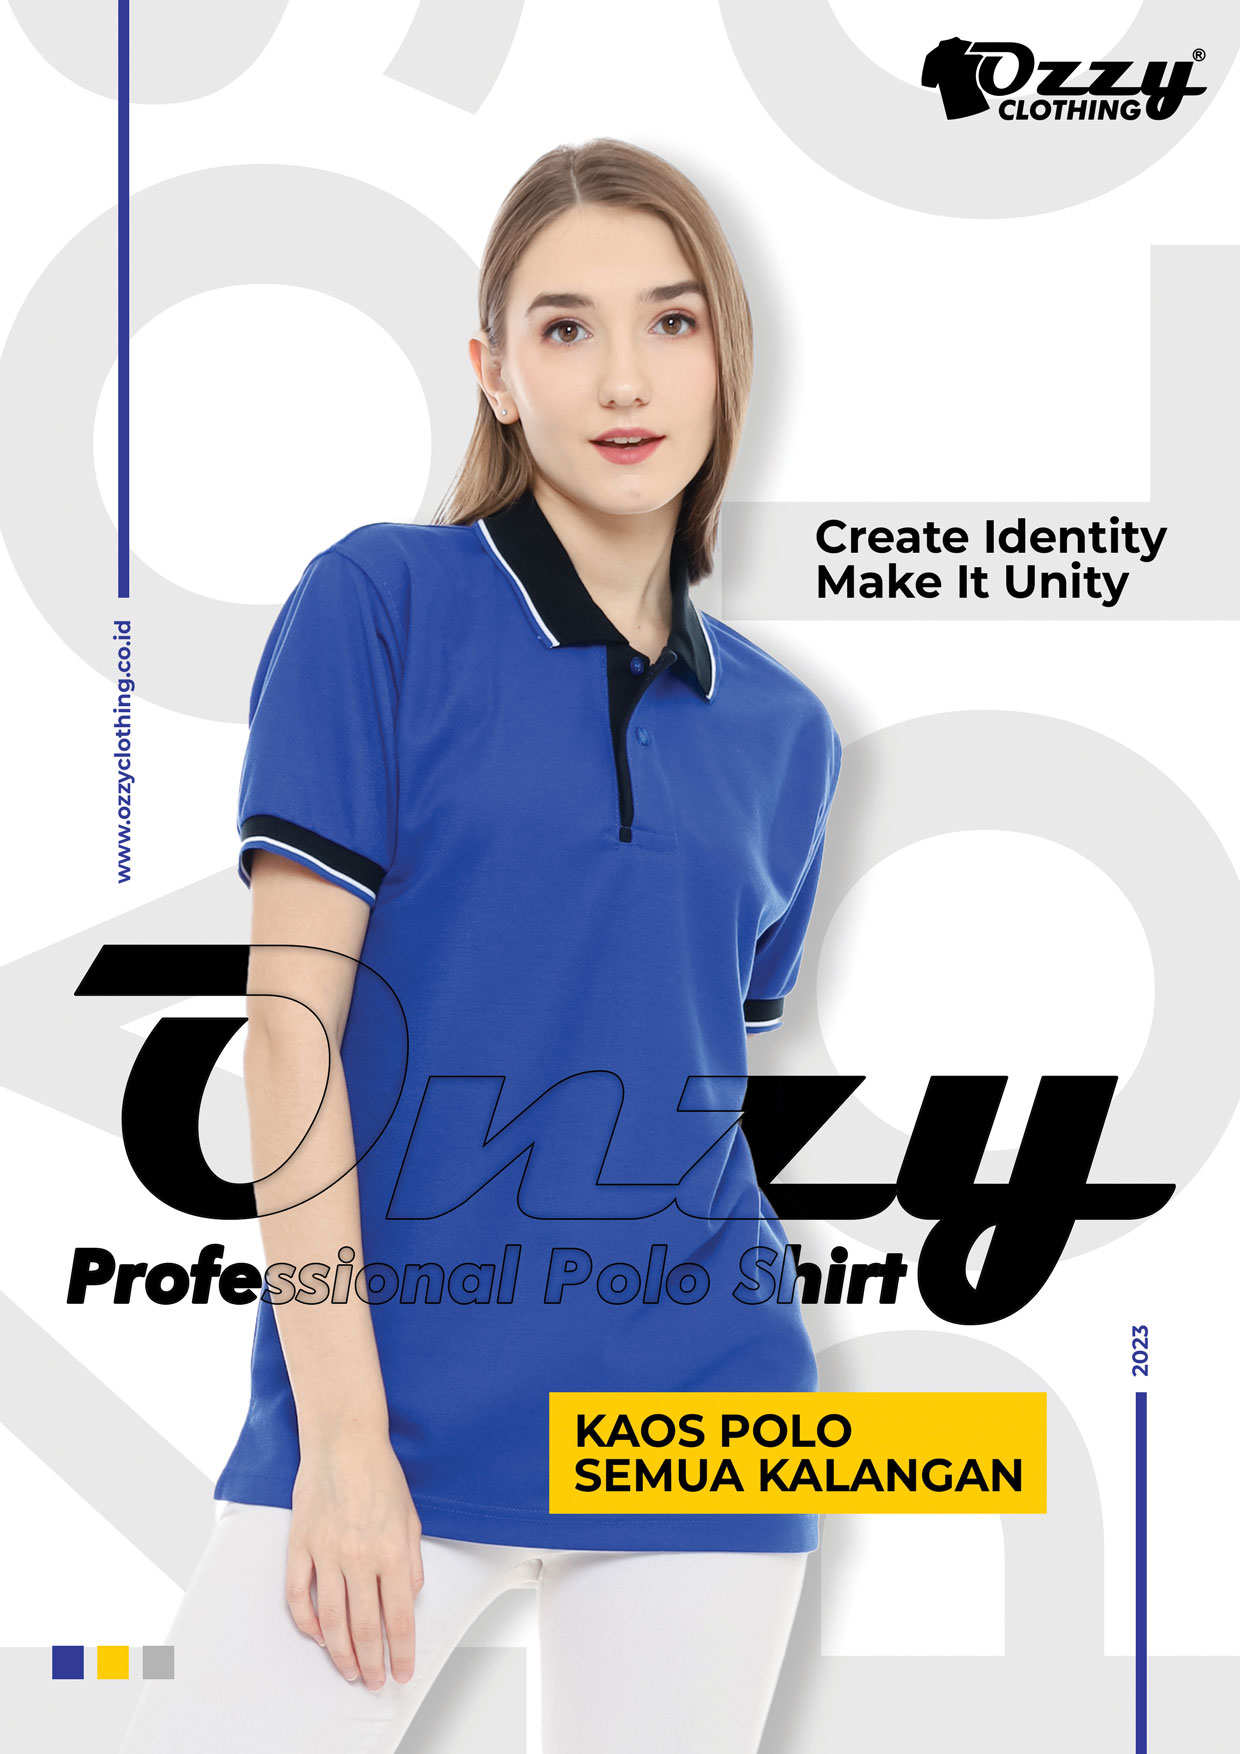 Ozzy®
CLOTHING
Create Identity
Make It Unity
www.ozzyclothing.co.id
Onzy
Professional Polo Shirt
2023
KAOS POLO
SEMUA KALANGAN